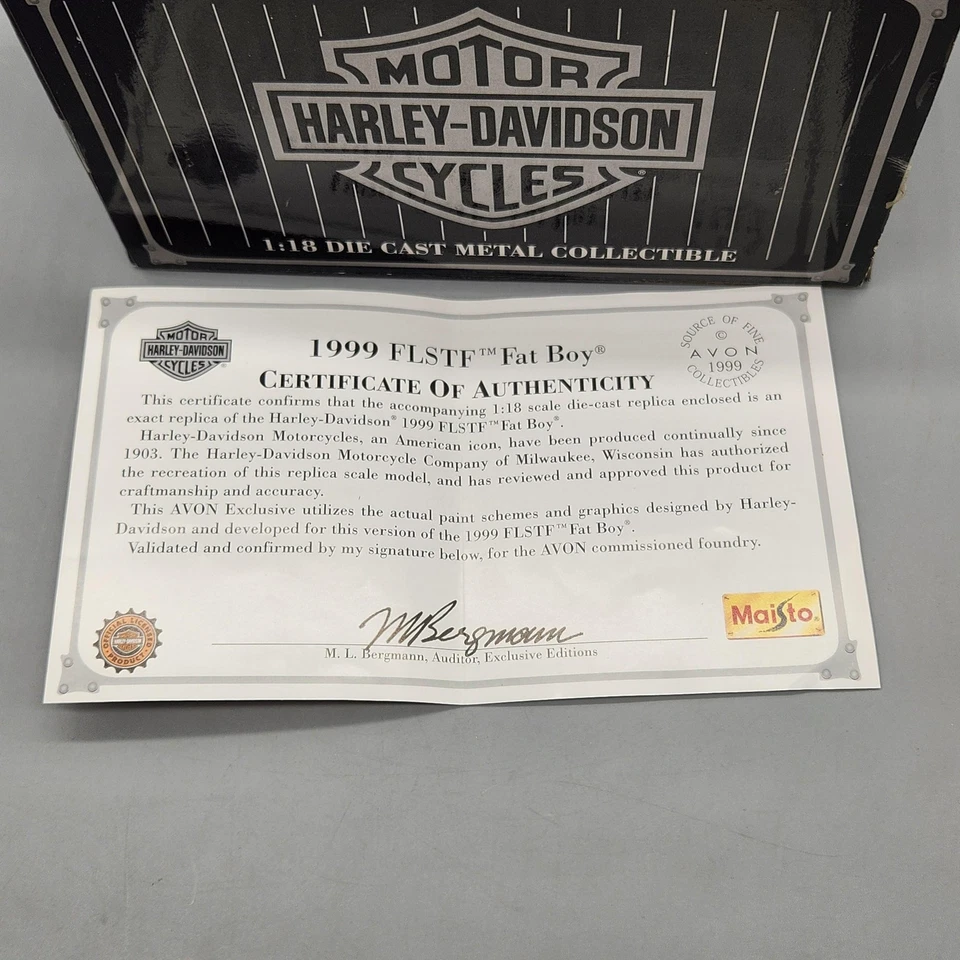 MOTOR
HARLEY-DAVIDSON
CYCLES
®
1:18 DIE CAST METAL COLLECTIBLE
MOTOR
HARLEY-DAVIDSON
CYCLES
1999 FLSTF™ Fat Boy®
SOURCE OF FINE
©
AVON
1999
COLLECTIBLES
CERTIFICATE OF AUTHENTICITY
This certificate confirms that the accompanying 1:18 scale die-cast replica enclosed is an
exact replica of the Harley-Davidson® 1999 FLSTF™ Fat Boy®.
Harley-Davidson Motorcycles, an American icon, have been produced continually since
1903. The Harley-Davidson Motorcycle Company of Milwaukee, Wisconsin has authorized
the recreation of this replica scale model, and has reviewed and approved this product for
craftmanship and accuracy.
This AVON Exclusive utilizes the actual paint schemes and graphics designed by Harley-
Davidson and developed for this version of the 1999 FLSTF™ Fat Boy®.
Validated and confirmed by my signature below, for the AVON commissioned foundry.
OFFICIAL LICENSED
HARLEY-DAVIDSON
PRODUCT
MBergmann
M. L. Bergmann, Auditor, Exclusive Editions
Maisto®